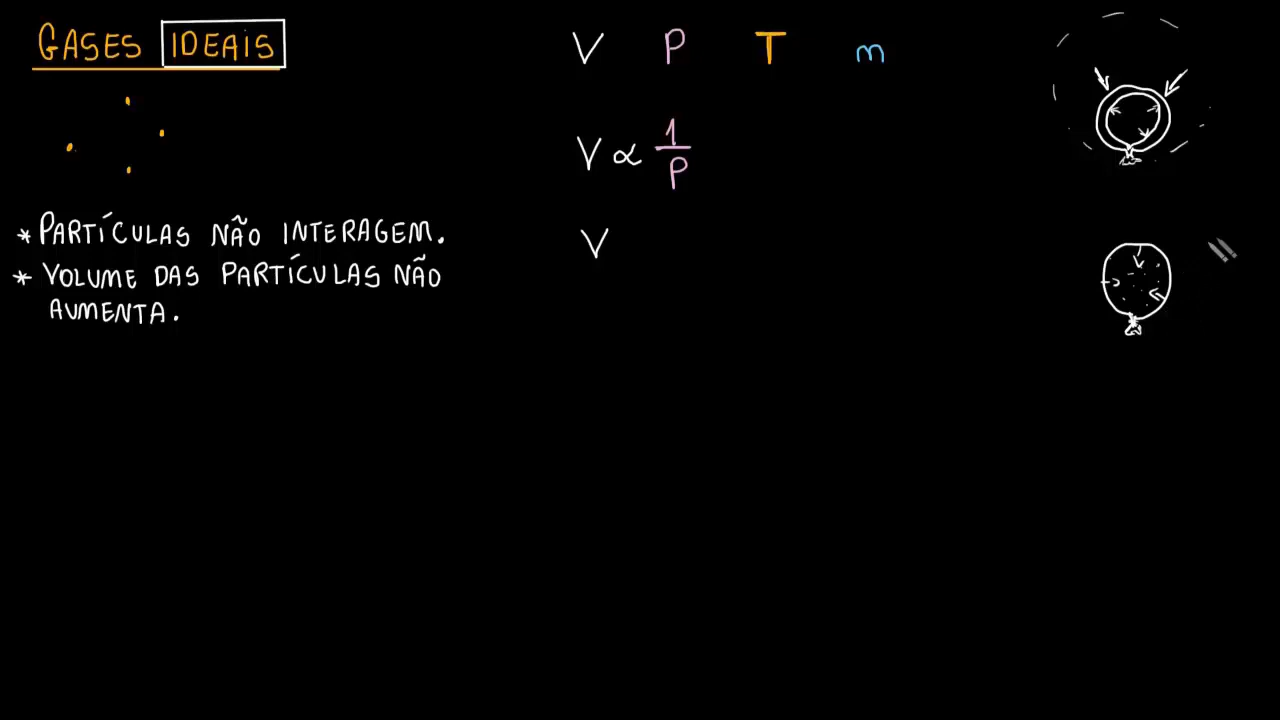 GASES IDEAIS
V P T m
V ∝ 1/P
* PARTÍCULAS NÃO INTERAGEM.
V
* VOLUME DAS PARTÍCULAS NÃO
AUMENTA.